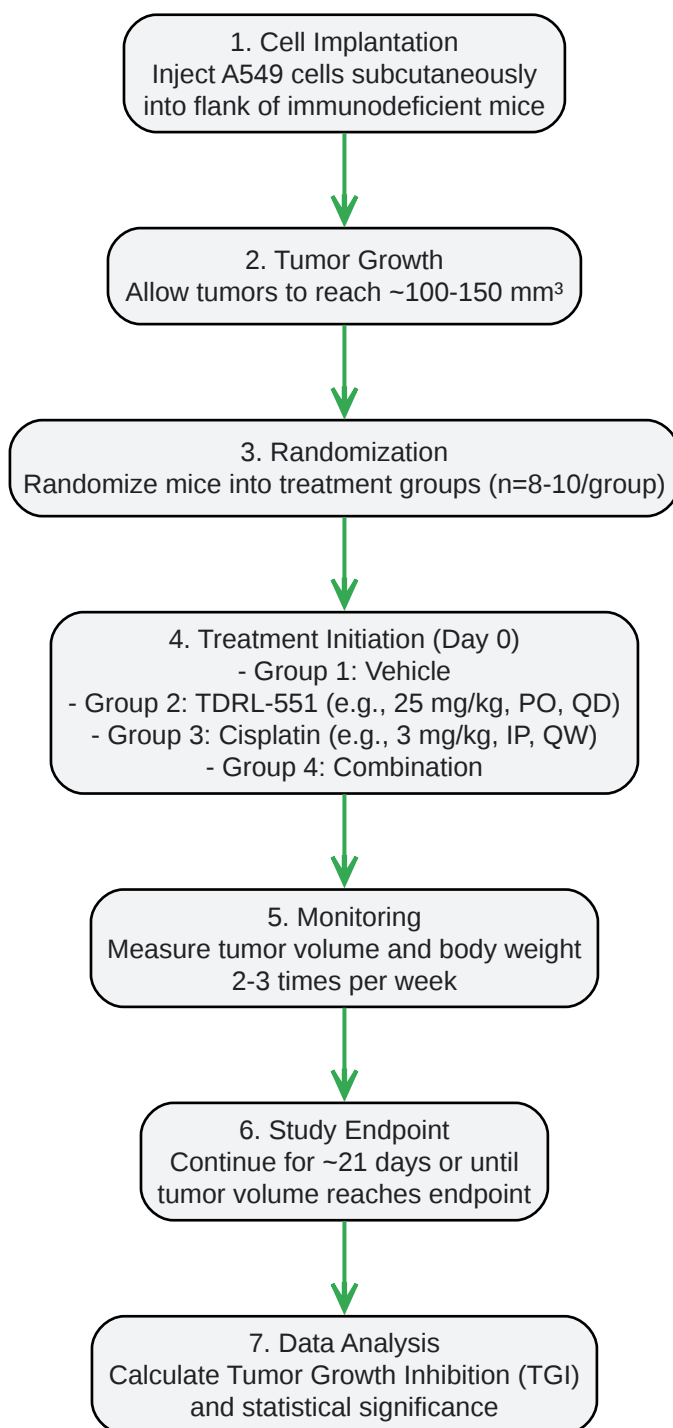 1. Cell Implantation
Inject A549 cells subcutaneously
into flank of immunodeficient mice
2. Tumor Growth
Allow tumors to reach ~100-150 mm³
3. Randomization
Randomize mice into treatment groups (n=8-10/group)
4. Treatment Initiation (Day 0)
- Group 1: Vehicle
- Group 2: TDRL-551 (e.g., 25 mg/kg, PO, QD)
- Group 3: Cisplatin (e.g., 3 mg/kg, IP, QW)
- Group 4: Combination
5. Monitoring
Measure tumor volume and body weight
2-3 times per week
6. Study Endpoint
Continue for ~21 days or until
tumor volume reaches endpoint
7. Data Analysis
Calculate Tumor Growth Inhibition (TGI)
and statistical significance